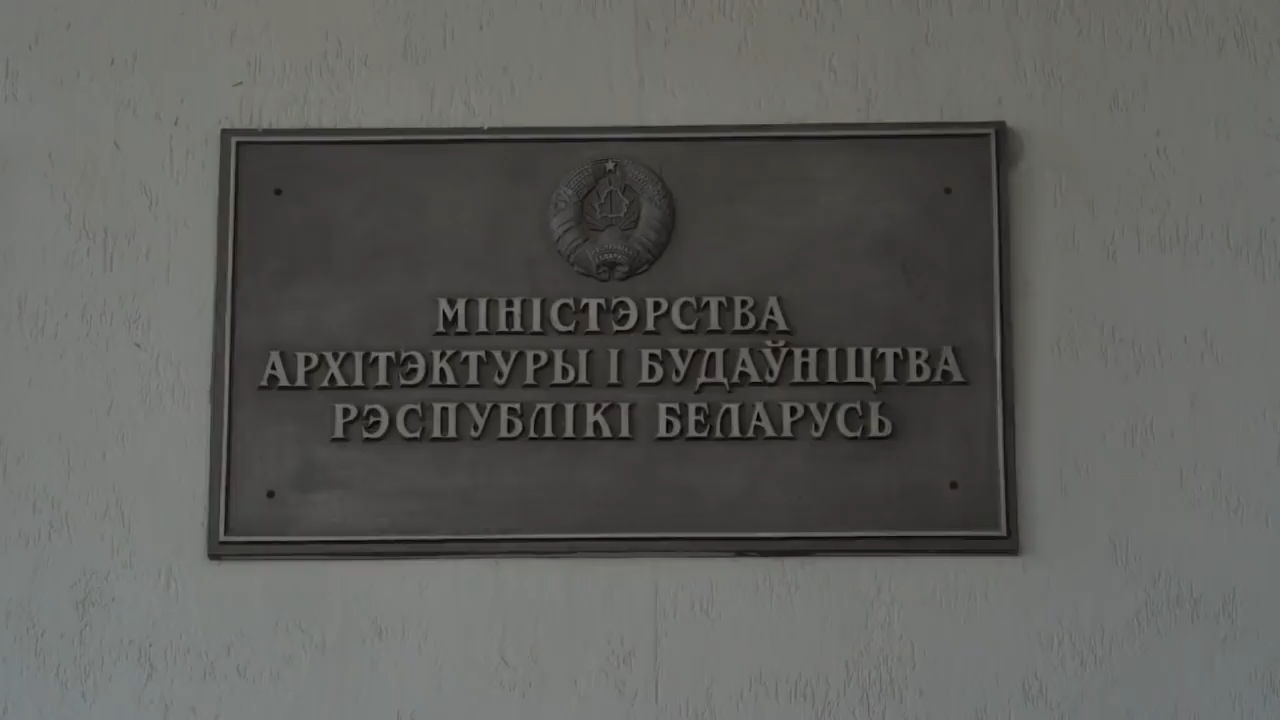 МІНІСТЭРСТВА
АРХІТЭКТУРЫ І БУДАЎНІЦТВА
РЭСПУБЛІКІ БЕЛАРУСЬ